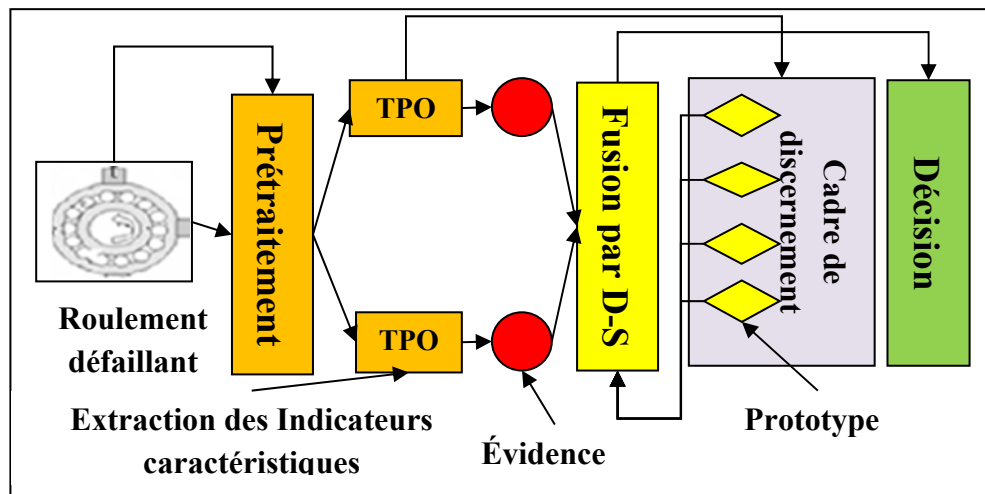 Roulement
défaillant
Prétraitement
TPO
TPO
Extraction des Indicateurs
caractéristiques
Évidence
Fusion par D-S
Cadre de
discernement
Prototype
Décision